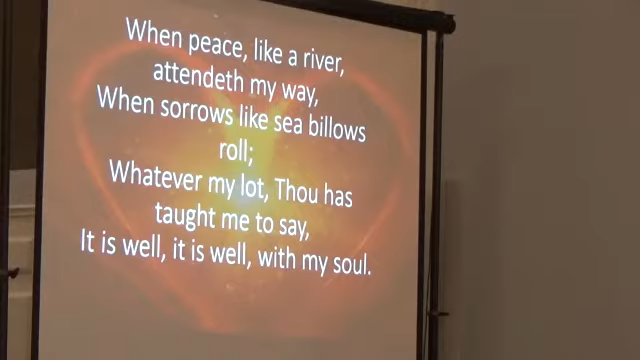 When peace, like a river,
attendeth my way,
When sorrows like sea billows
roll;
Whatever my lot, Thou has
taught me to say,
It is well, it is well, with my soul.